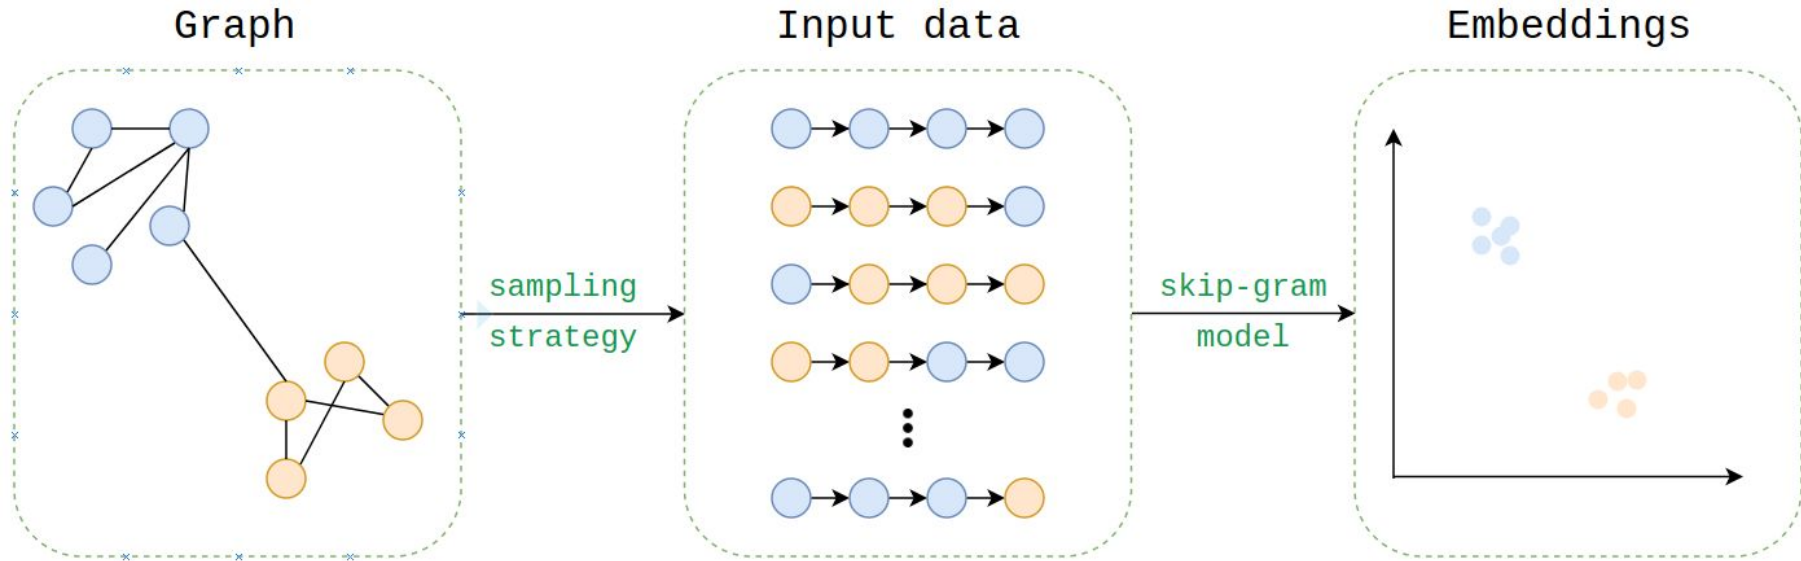 Graph
Input data
Embeddings
sampling
strategy
skip-gram
model